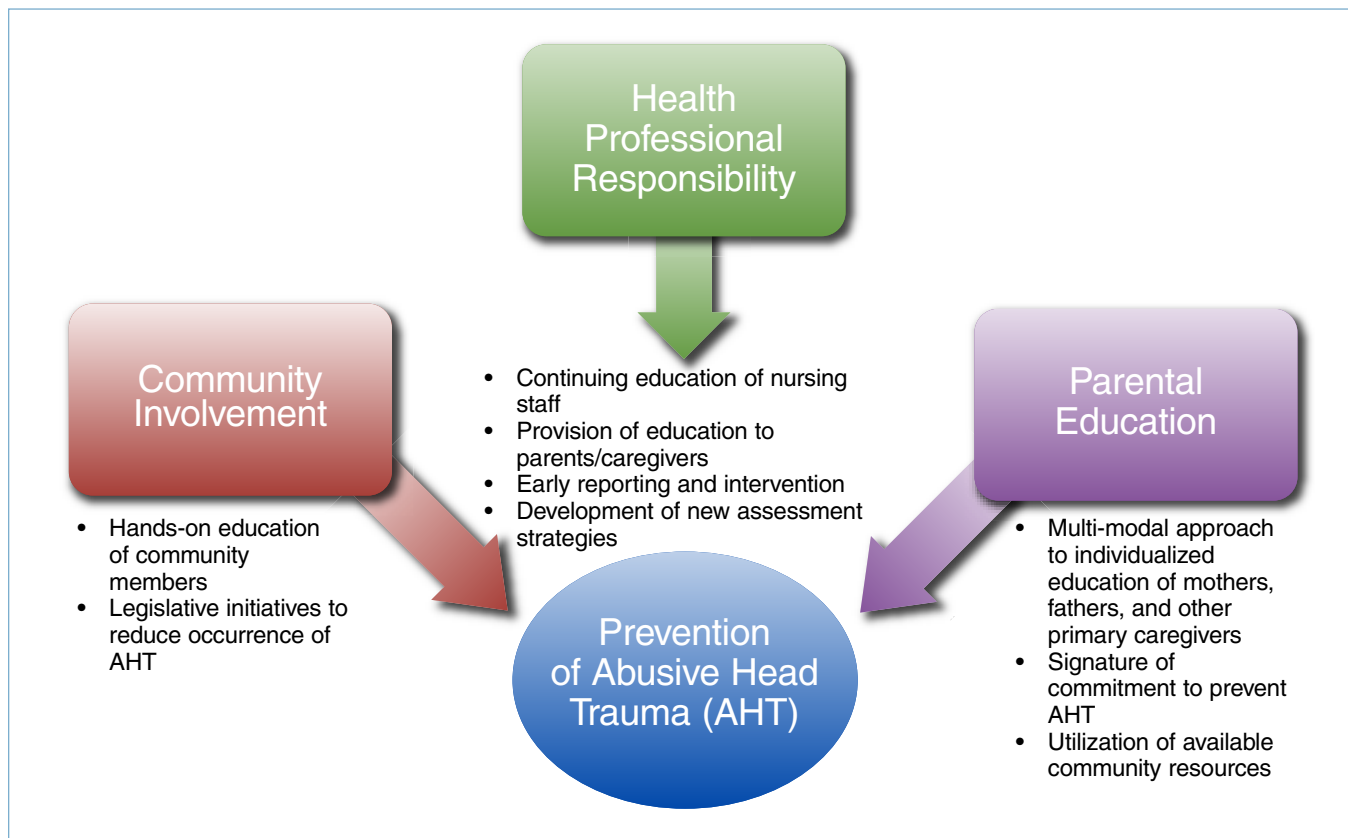 Health
Professional
Responsibility
Community
Involvement
Parental
Education
• Continuing education of nursing
staff
• Provision of education to
parents/caregivers
• Early reporting and intervention
• Development of new assessment
strategies
• Hands-on education
of community
members
• Legislative initiatives to
reduce occurrence of
AHT
• Multi-modal approach
to individualized
education of mothers,
fathers, and other
primary caregivers
• Signature of
commitment to prevent
AHT
• Utilization of available
community resources
Prevention
of Abusive Head
Trauma (AHT)